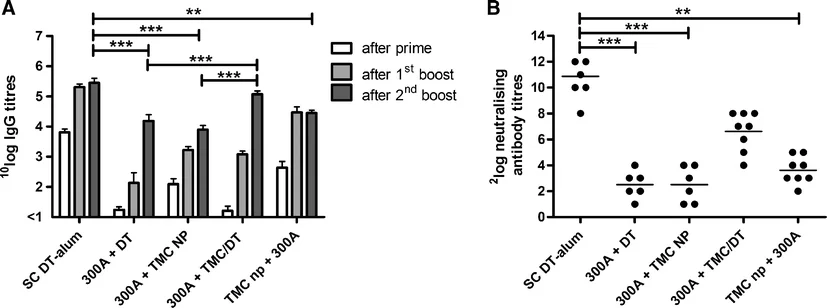 A
** 
***
***
***
***
7
6
5
4
3
2
<1
10log IgG titres
after prime
after 1st boost
after 2nd boost
SC DT-alum
300A + DT
300A + TMC NP
300A + TMC/DT
TMC np + 300A
B
**
***
***
14
12
10
8
6
4
2
0
2log neutralising
antibody titres
SC DT-alum
300A + DT
300A + TMC NP
300A + TMC/DT
TMC np + 300A